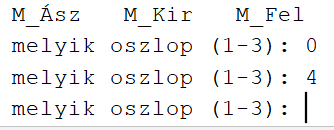 M_Ász M_Kir M_Fel
melyik oszlop (1-3): 0
melyik oszlop (1-3): 4
melyik oszlop (1-3):